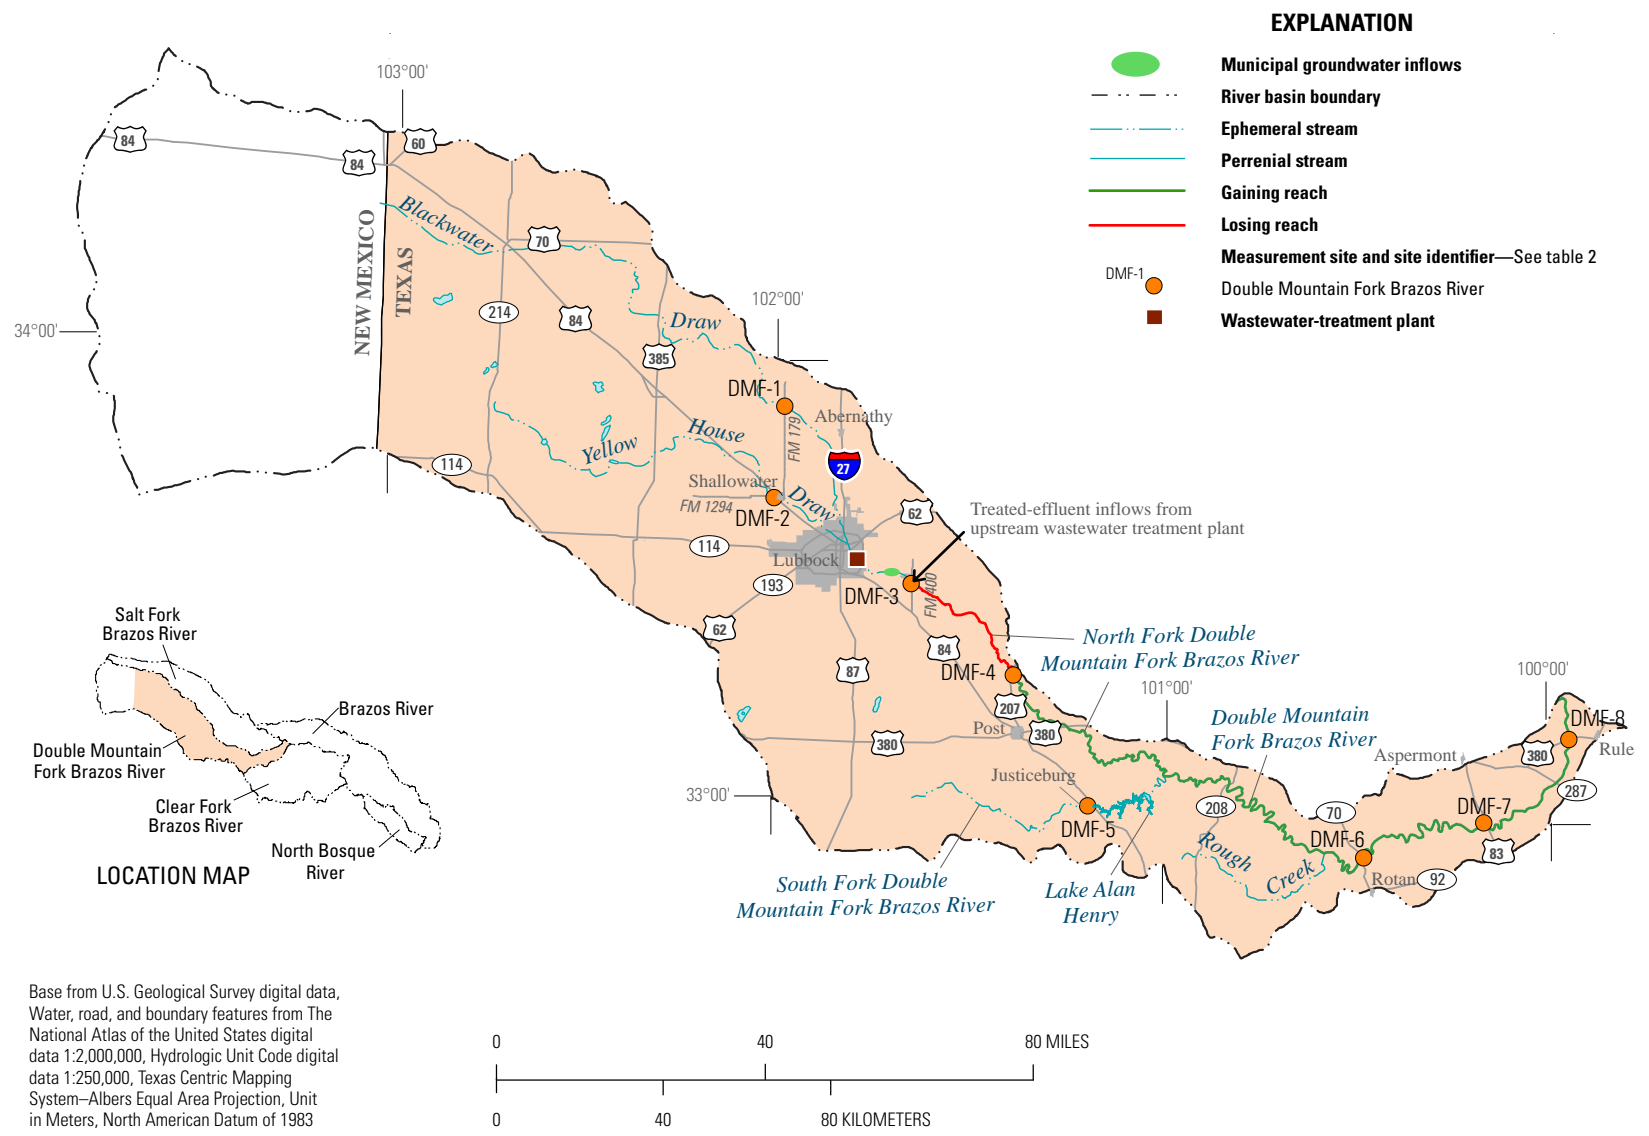 EXPLANATION
Municipal groundwater inflows
River basin boundary
Ephemeral stream
Perrenial stream
Gaining reach
Losing reach
Measurement site and site identifier—See table 2
DMF-1
Double Mountain Fork Brazos River
Wastewater-treatment plant
103°00'
84
84
60
NEW MEXICO
TEXAS
Blackwater
70
34°00'
214
84
385
Draw
102°00'
DMF-1
FM 179
Abernathy
27
Yellow
House
Draw
114
Shallowater
FM 1294
DMF-2
62
Treated-effluent inflows from
upstream wastewater treatment plant
114
Lubbock
193
DMF-3
FM 400
62
84
87
DMF-4
North Fork Double
Mountain Fork Brazos River
207
101°00'
100°00'
Post
380
380
Double Mountain
Fork Brazos River
DMF-8
Rule
380
Aspermont
287
Justiceburg
33°00'
DMF-5
208
70
DMF-7
DMF-6
83
Rough
Creek
Rotan
92
South Fork Double
Mountain Fork Brazos River
Lake Alan
Henry
Salt Fork
Brazos River
Brazos River
Double Mountain
Fork Brazos River
Clear Fork
Brazos River
North Bosque
River
LOCATION MAP
Base from U.S. Geological Survey digital data,
Water, road, and boundary features from The
National Atlas of the United States digital
data 1:2,000,000, Hydrologic Unit Code digital
data 1:250,000, Texas Centric Mapping
System–Albers Equal Area Projection, Unit
in Meters, North American Datum of 1983
0
40
80 MILES
0
40
80 KILOMETERS